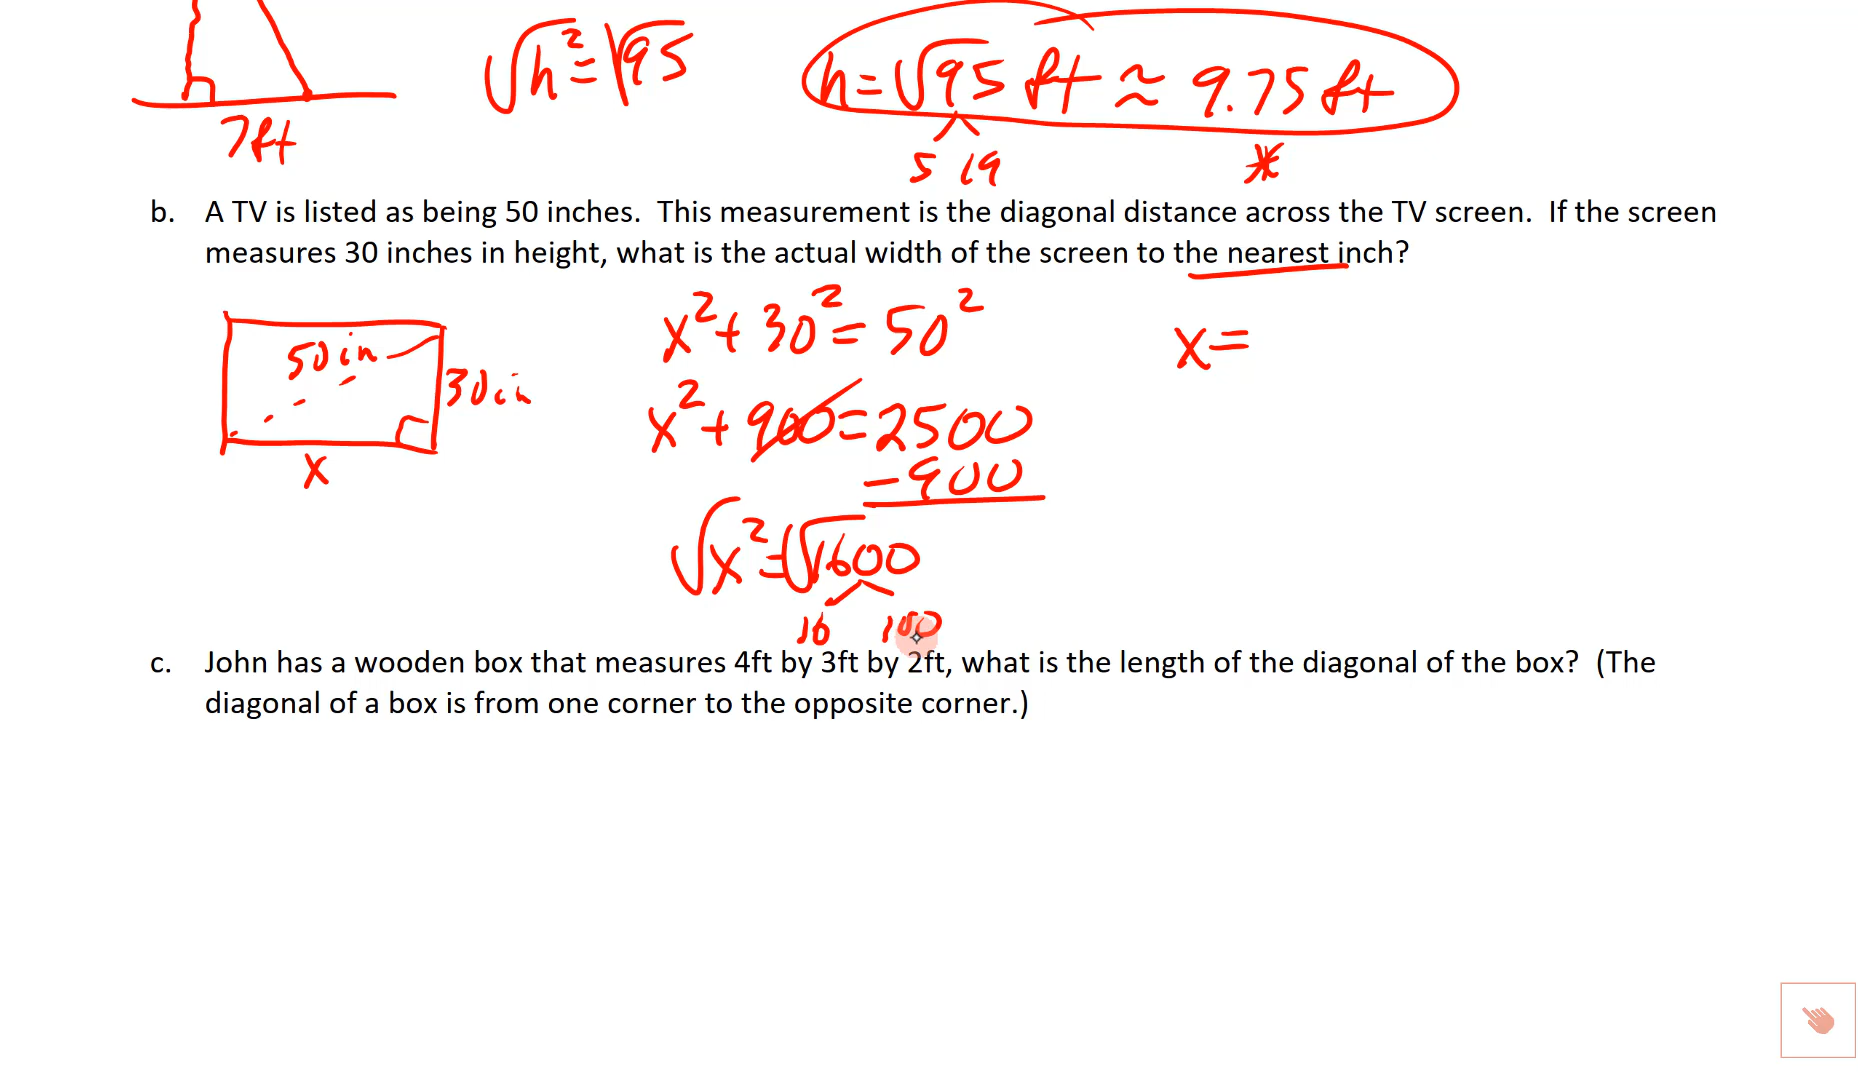 √h² = √95
h = √95 ft ≈ 9.75 ft
7ft
5 19
*
b. A TV is listed as being 50 inches. This measurement is the diagonal distance across the TV screen. If the screen
measures 30 inches in height, what is the actual width of the screen to the nearest inch?
50in
30in
x
x² + 30² = 50²
x² + 900 = 2500
- 900
√x² = √1600
16 100
x =
c. John has a wooden box that measures 4ft by 3ft by 2ft, what is the length of the diagonal of the box? (The
diagonal of a box is from one corner to the opposite corner.)